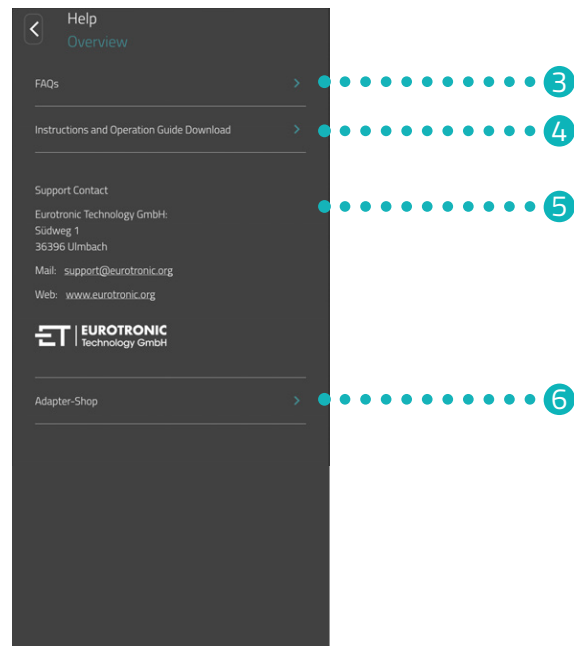 Help
Overview
FAQs
3
Instructions and Operation Guide Download
4
Support Contact
5
Eurotronic Technology GmbH:
Südweg 1
36396 Ulmbach
Mail: support@eurotronic.org
Web: www.eurotronic.org
ET EUROTRONIC
Technology GmbH
Adapter-Shop
6